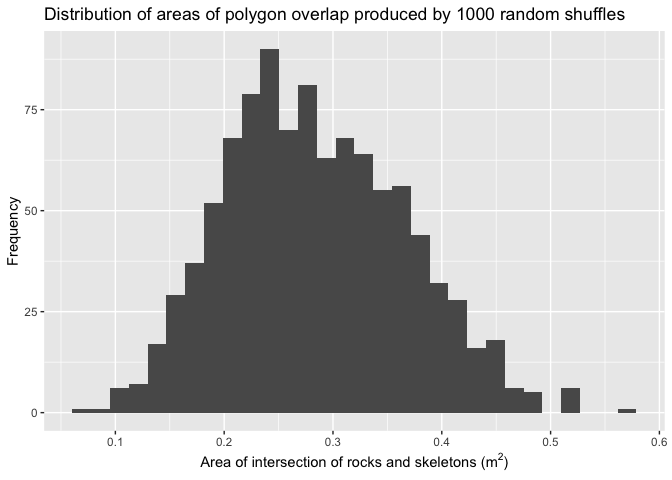 Distribution of areas of polygon overlap produced by 1000 random shuffles
Frequency
75
50
25
0
0.1 0.2 0.3 0.4 0.5 0.6
Area of intersection of rocks and skeletons (m²)